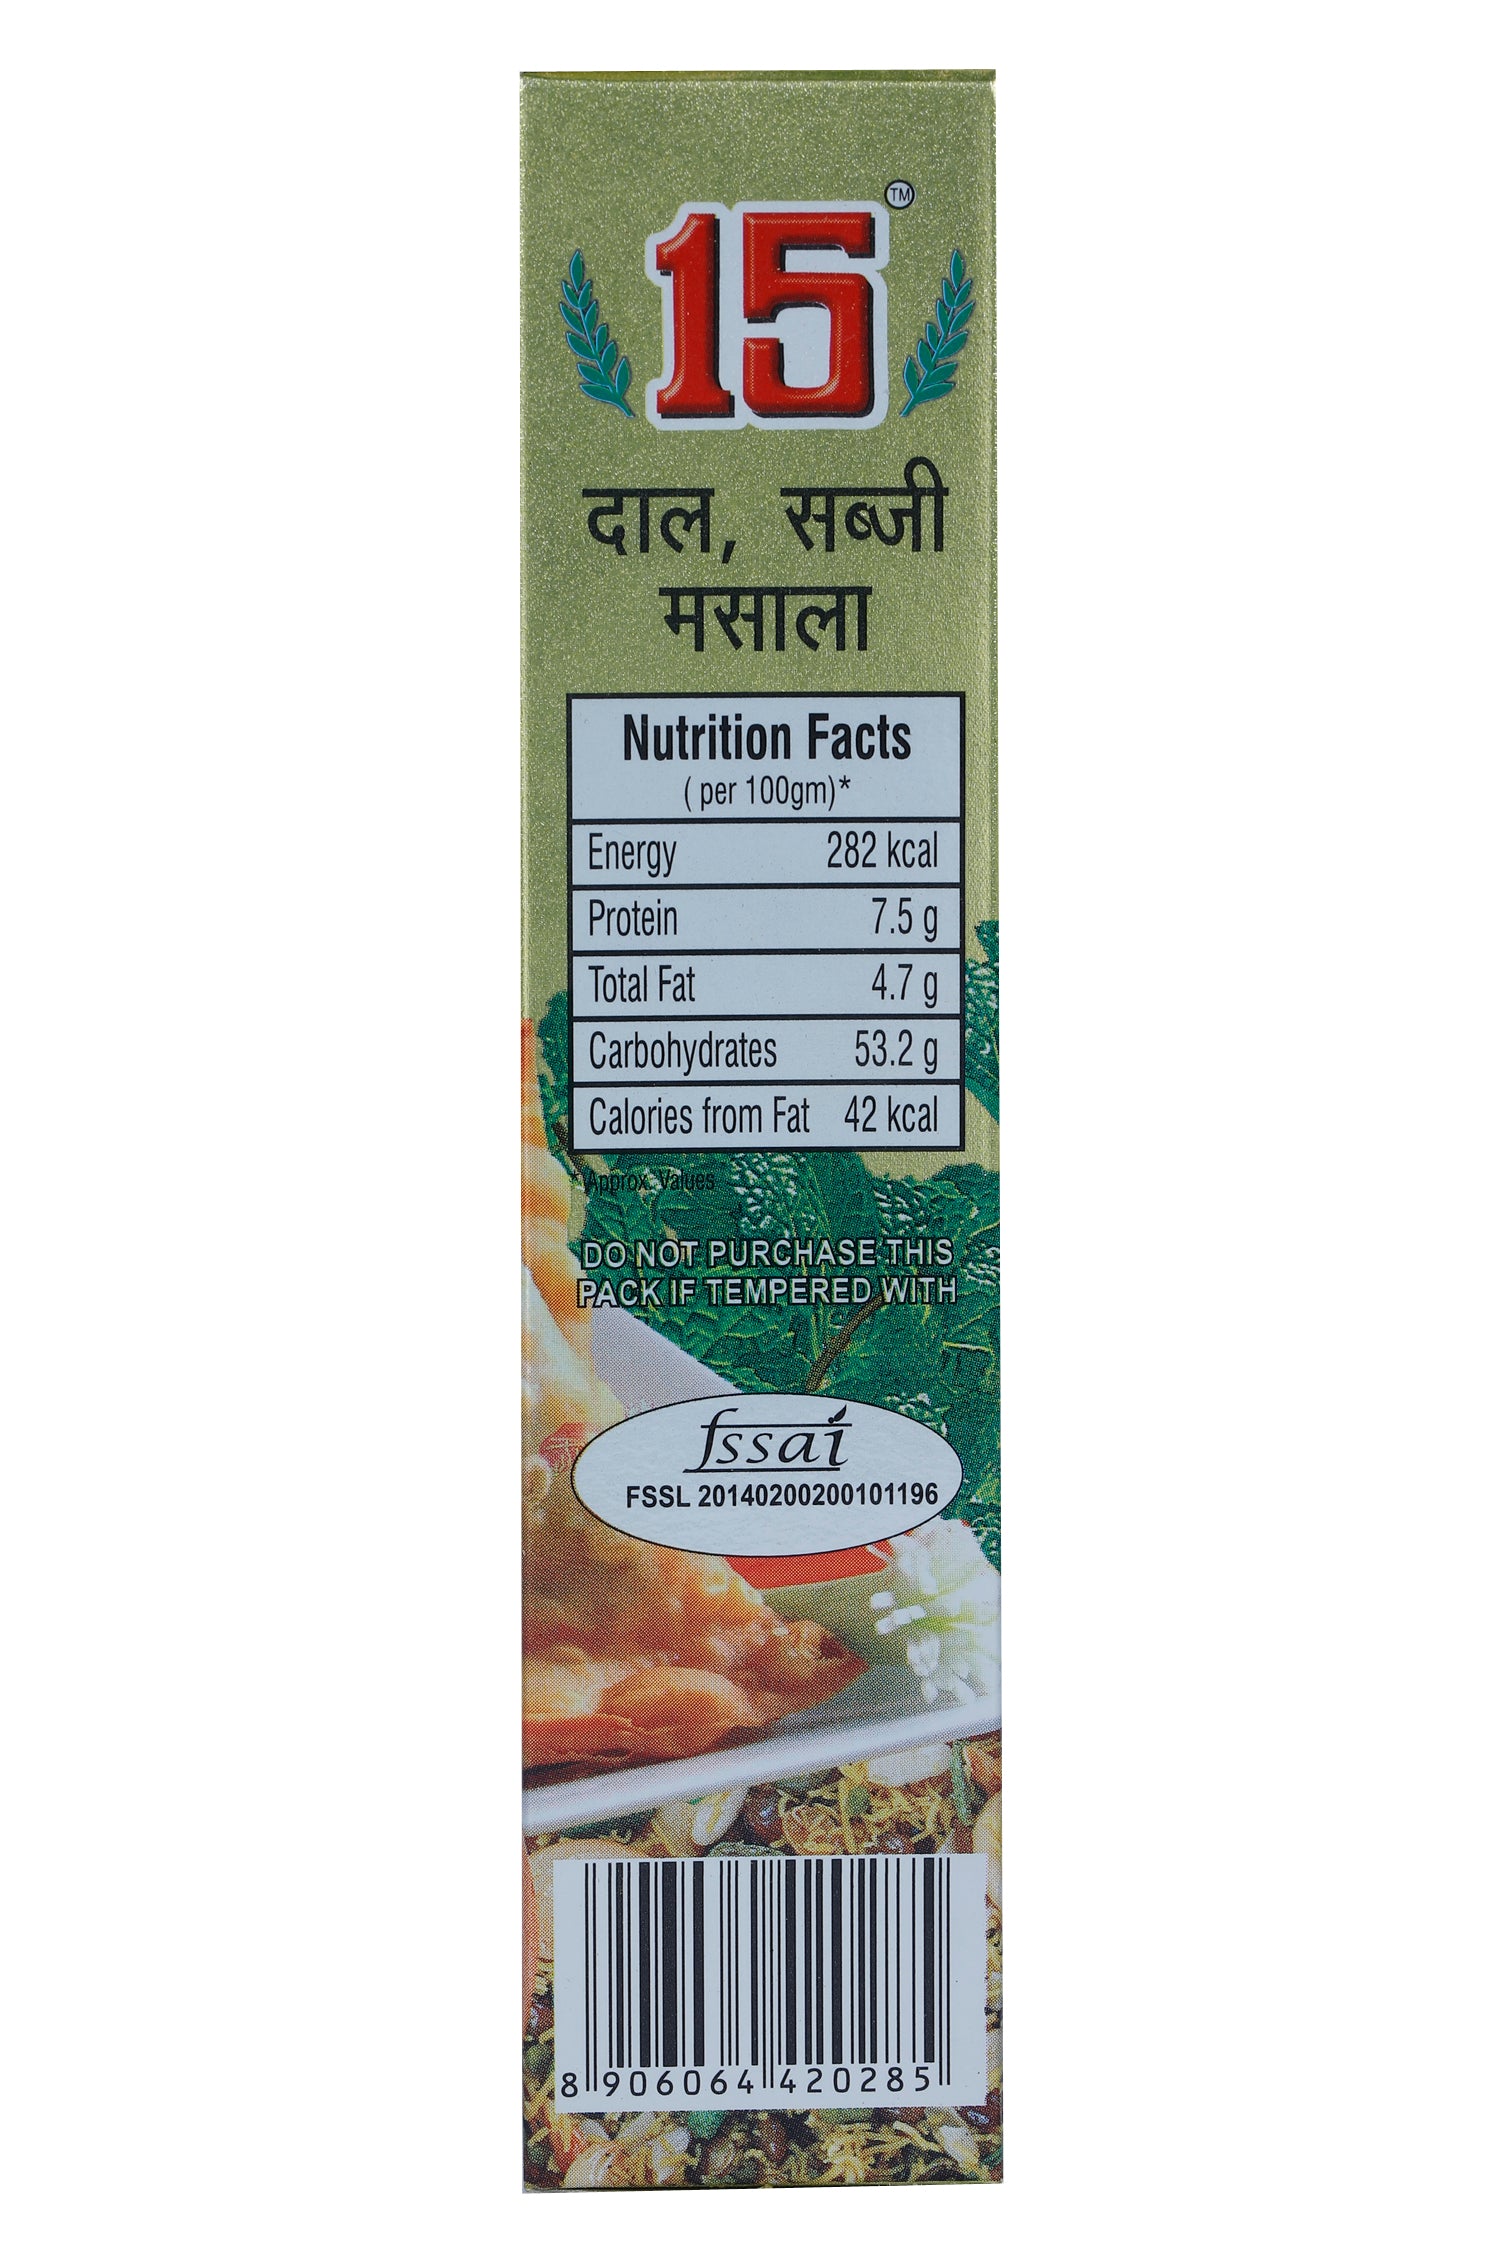 15 TM
दाल, सब्जी
मसाला
Nutrition Facts
( per 100gm)*
Energy 282 kcal
Protein 7.5 g
Total Fat 4.7 g
Carbohydrates 53.2 g
Calories from Fat 42 kcal
* Approx. Values
DO NOT PURCHASE THIS
PACK IF TEMPERED WITH
fssai
FSSL 20140200200101196
8 906064 420285